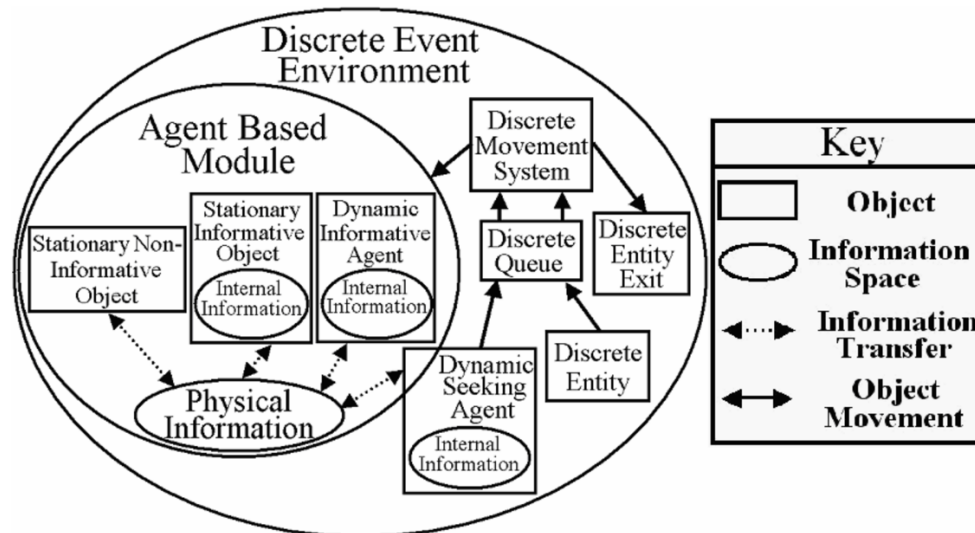 Discrete Event
Environment
Agent Based
Module
Discrete
Movement
System
Stationary Non-
Informative
Object
Stationary
Informative
Object
Internal
Information
Dynamic
Informative
Agent
Internal
Information
Discrete
Queue
Discrete
Entity
Exit
Physical
Information
Dynamic
Seeking
Agent
Internal
Information
Discrete
Entity
Key
Object
Information
Space
Information
Transfer
Object
Movement